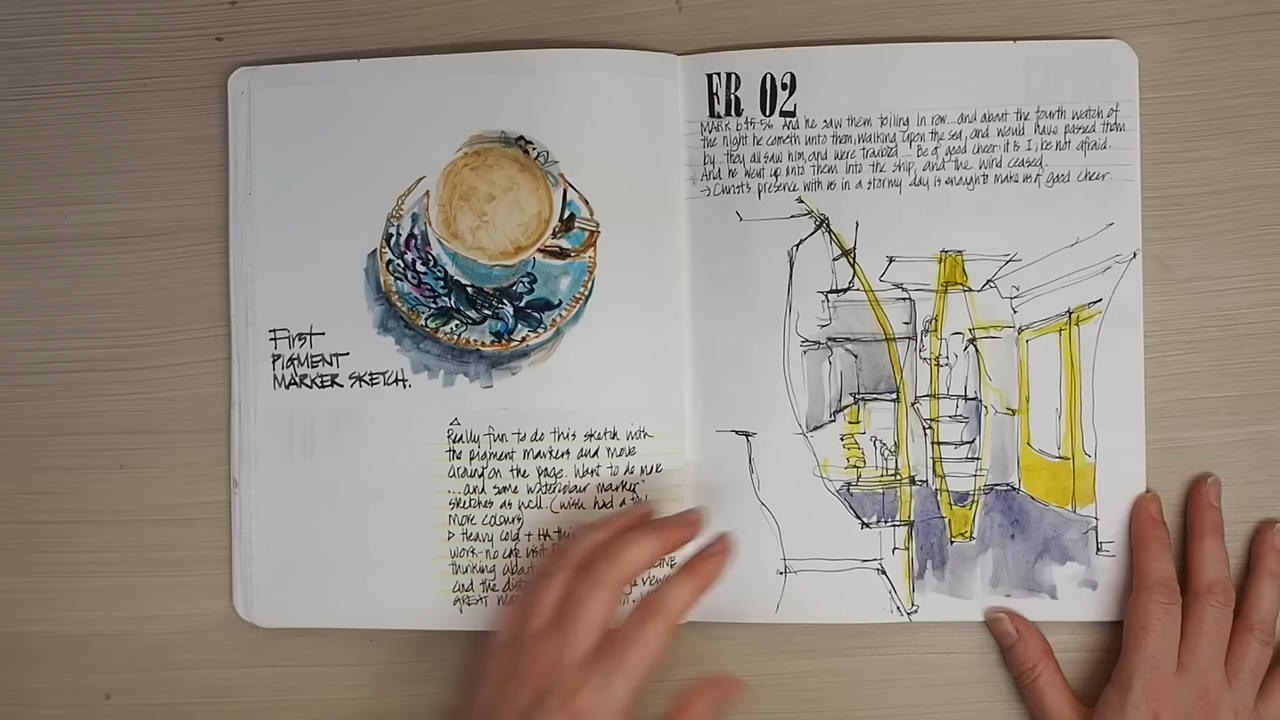 First
PIGMENT
MARKER SKETCH.
Really fun to do this sketch with
the pigment markers and move
around on the page. Want to do more
...and some watercolour marker
sketches as well. (wish had a
more colours)
Heavy cold +
work - no car visit
thinking about
and the
GREAT
ER 02
MARK 6:45-56 And he saw them toiling in row...and about the fourth watch of
the night he cometh unto them, walking upon the sea, and would have passed them
by...they all saw him, and were troubled... Be of good cheer: it is I, be not afraid.
And he went up unto them into the ship, and the wind ceased.
→ Christ's presence with us in a stormy day is enough to make us of good cheer.